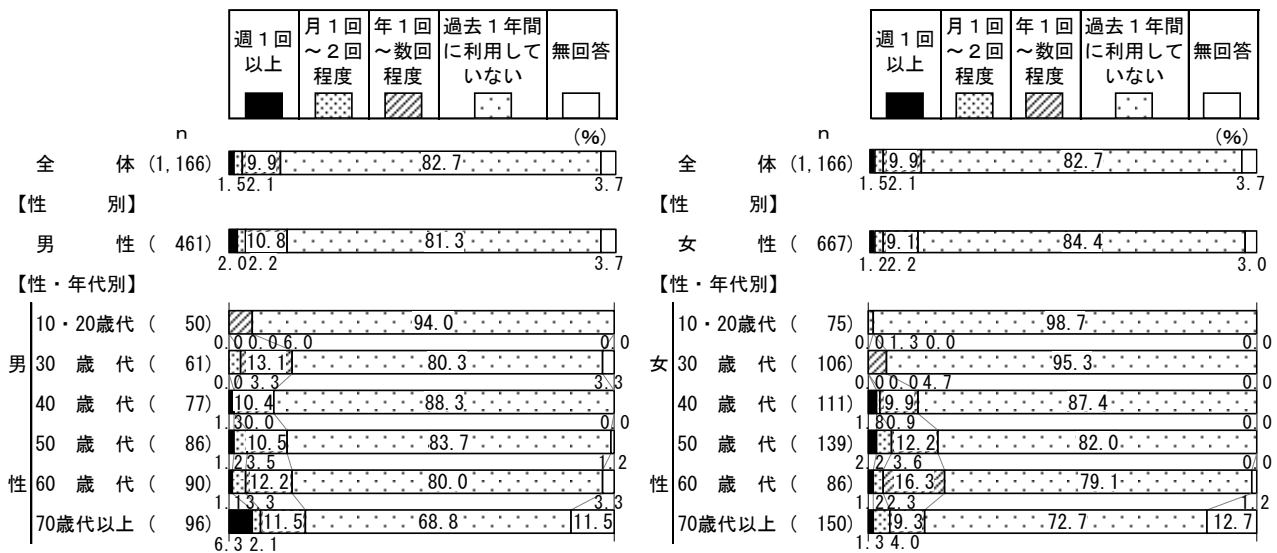 週１回以上 月１回～２回程度 年１回～数回程度 過去１年間に利用していない 無回答
ｎ (%)
全 体 (1,166) 9.9 82.7
1.5 2.1 3.7
【性 別】
男 性 ( 461) 10.8 81.3
2.0 2.2 3.7
【性・年代別】
男性
10・20歳代 ( 50) 94.0
0.0 0.0 6.0 0.0
30 歳 代 ( 61) 13.1 80.3
0.0 3.3 3.3
40 歳 代 ( 77) 10.4 88.3
1.3 0.0 0.0
50 歳 代 ( 86) 10.5 83.7
1.2 3.5 1.2
60 歳 代 ( 90) 12.2 80.0
1.1 3.3 3.3
70歳代以上 ( 96) 11.5 68.8 11.5
6.3 2.1
週１回以上 月１回～２回程度 年１回～数回程度 過去１年間に利用していない 無回答
ｎ (%)
全 体 (1,166) 9.9 82.7
1.5 2.1 3.7
【性 別】
女 性 ( 667) 9.1 84.4
1.2 2.2 3.0
【性・年代別】
女性
10・20歳代 ( 75) 98.7
0.0 1.3 0.0 0.0
30 歳 代 ( 106) 95.3
0.0 0.0 4.7 0.0
40 歳 代 ( 111) 9.9 87.4
1.8 0.9 0.0
50 歳 代 ( 139) 12.2 82.0
2.2 3.6 0.0
60 歳 代 ( 86) 16.3 79.1
1.2 2.3 1.2
70歳代以上 ( 150) 9.3 72.7 12.7
1.3 4.0